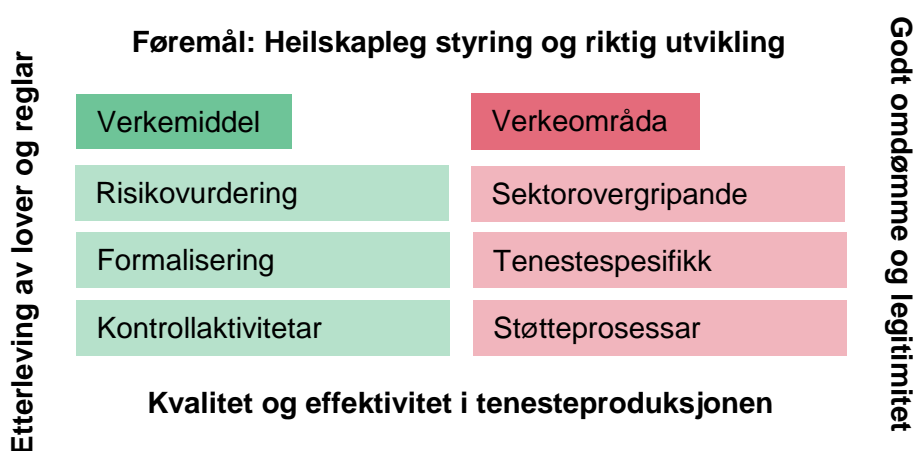 Føremål: Heilskapleg styring og riktig utvikling
Etterleving av lover og reglar
Verkemiddel
Risikovurdering
Formalisering
Kontrollaktivitetar
Verkeområda
Sektorovergripande
Tenestespesifikk
Støtteprosessar
Godt omdømme og legitimitet
Kvalitet og effektivitet i tenesteproduksjonen